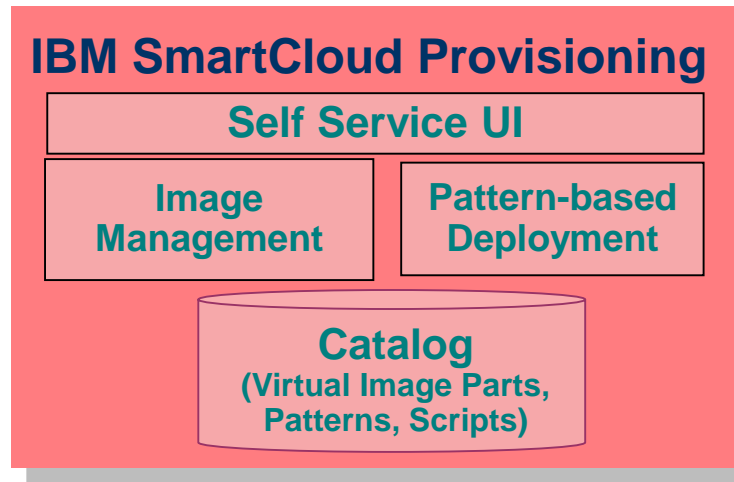 IBM SmartCloud Provisioning
Self Service UI
Image
Management
Pattern-based
Deployment
Catalog
(Virtual Image Parts,
Patterns, Scripts)